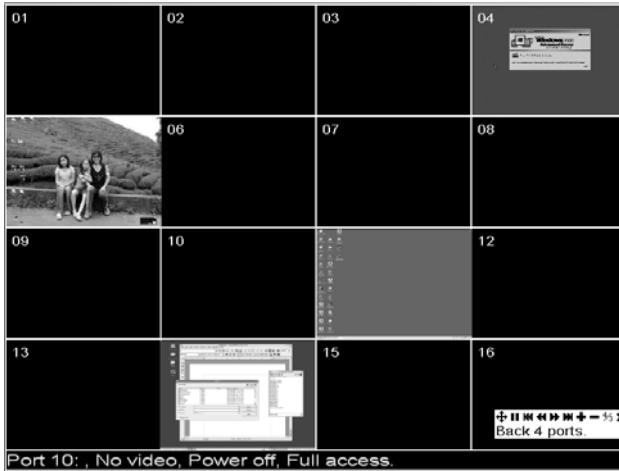 01 02 03 04
06 07 08
09 10 12
13 15 16
Back 4 ports.
Port 10: , No video, Power off, Full access.